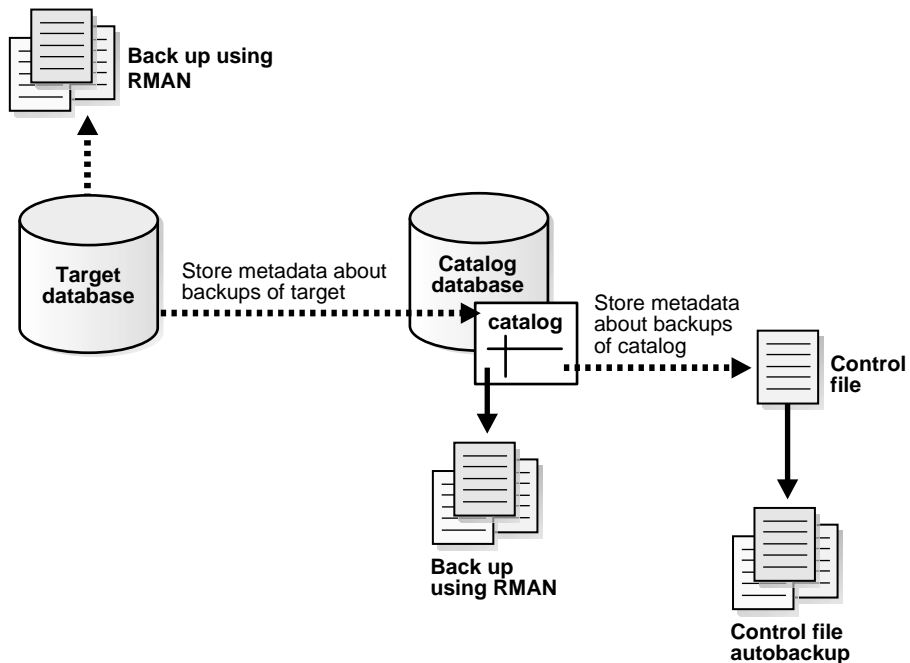 Back up using
RMAN
Target
database
Store metadata about
backups of target
Catalog
database
catalog
Store metadata
about backups
of catalog
Control
file
Back up
using RMAN
Control file
autobackup